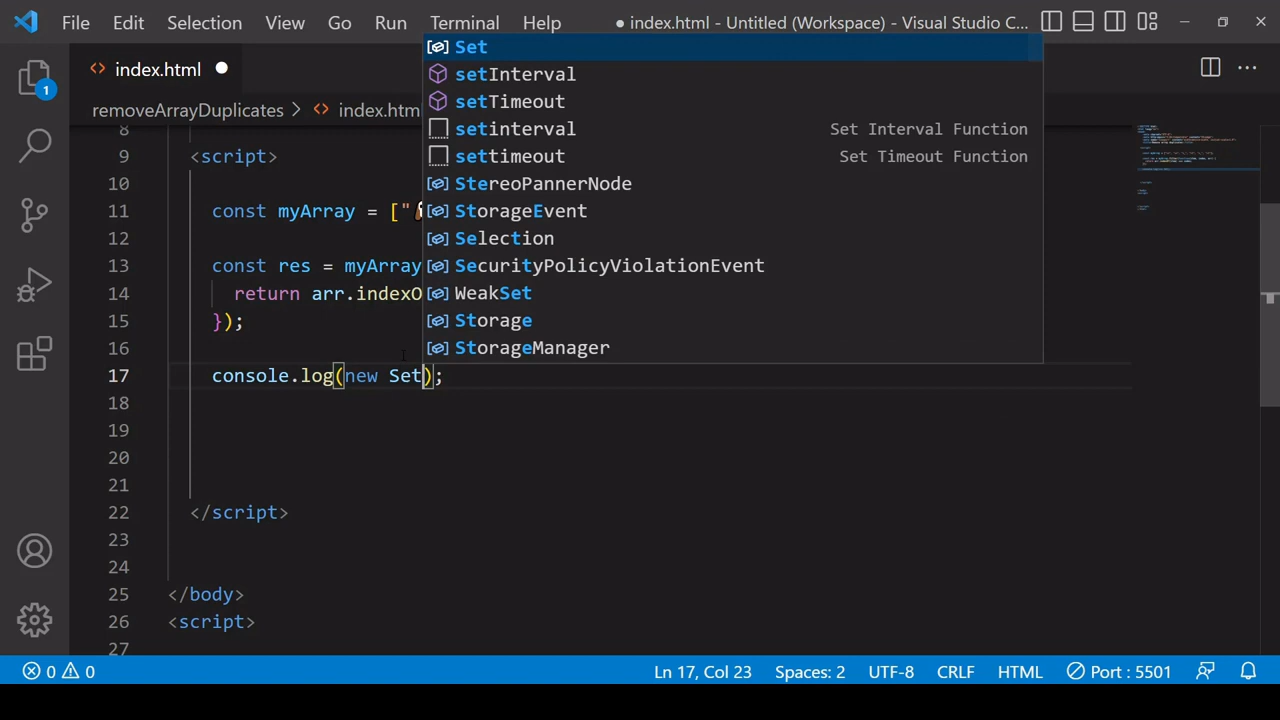 File Edit Selection View Go Run Terminal Help ● index.html - Untitled (Workspace) - Visual Studio C...
index.html
1
removeArrayDuplicates > index.htm
Set
setInterval
setTimeout
setinterval Set Interval Function
settimeout Set Timeout Function
StereoPannerNode
StorageEvent
Selection
SecurityPolicyViolationEvent
WeakSet
Storage
StorageManager
8
9 <script>
10
11 const myArray = ["
12
13 const res = myArray
14 return arr.indexO
15 });
16
17 console.log(new Set);
18
19
20
21
22 </script>
23
24
25 </body>
26 <script>
27
0 0 Ln 17, Col 23 Spaces: 2 UTF-8 CRLF HTML Port : 5501